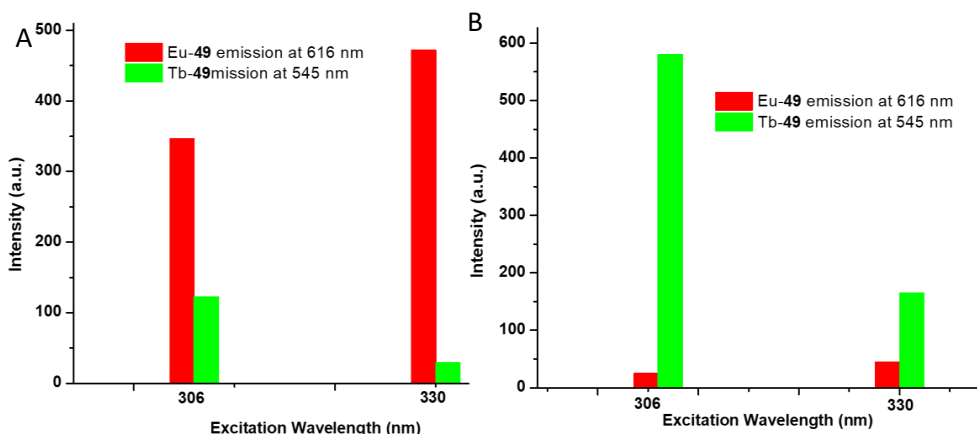 A
Intensity (a.u.)
500
400
300
200
100
0
Eu-49 emission at 616 nm
Tb-49mission at 545 nm
306
330
Excitation Wavelength (nm)
B
Intensity (a.u.)
600
500
400
300
200
100
0
Eu-49 emission at 616 nm
Tb-49 emission at 545 nm
306
330
Excitation Wavelength (nm)